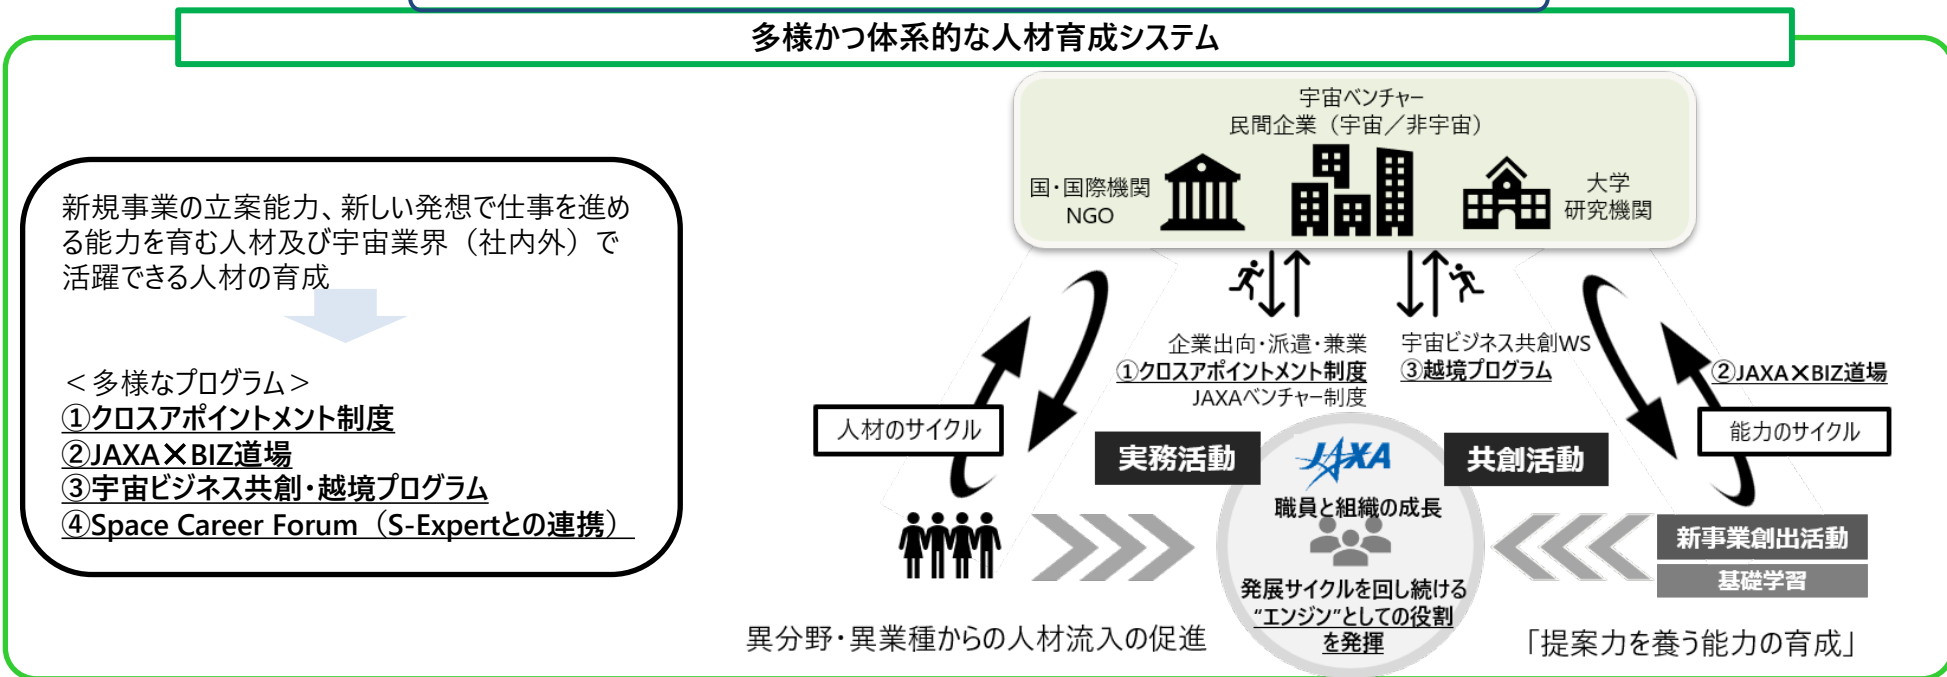 多様かつ体系的な人材育成システム
新規事業の立案能力、新しい発想で仕事を進め
る能力を育む人材及び宇宙業界（社内外）で
活躍できる人材の育成
＜多様なプログラム＞
①クロスアポイントメント制度
②JAXA×BIZ道場
③宇宙ビジネス共創・越境プログラム
④Space Career Forum（S-Expertとの連携）
宇宙ベンチャー
民間企業（宇宙／非宇宙）
国・国際機関
NGO
大学
研究機関
企業出向・派遣・兼業
①クロスアポイントメント制度
JAXAベンチャー制度
宇宙ビジネス共創WS
③越境プログラム
②JAXA×BIZ道場
人材のサイクル
能力のサイクル
実務活動
JAXA
共創活動
職員と組織の成長
発展サイクルを回し続ける
“エンジン”としての役割
を発揮
新事業創出活動
基礎学習
異分野・異業種からの人材流入の促進
「提案力を養う能力の育成」